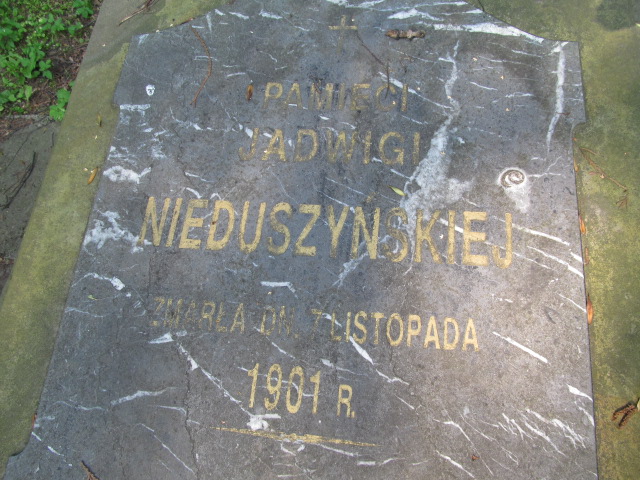 PAMIĘCI
JADWIGI
NIEDUSZYŃSKIEJ
ZMARŁA DN. 7 LISTOPADA
1901 R.